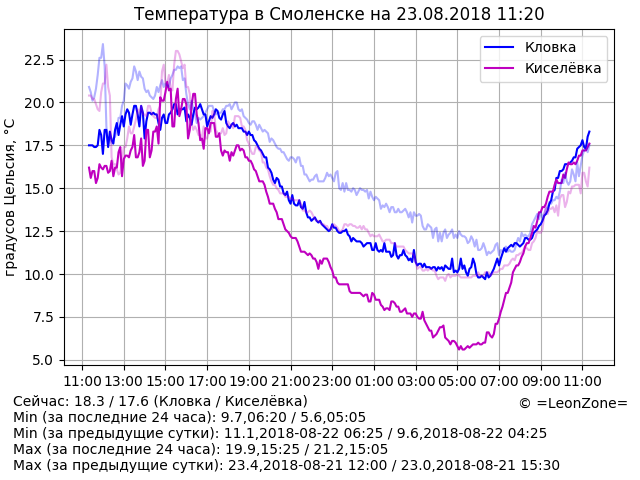 Температура в Смоленске на 23.08.2018 11:20
Кловка
Киселёвка
градусов Цельсия, °C
22.5
20.0
17.5
15.0
12.5
10.0
7.5
5.0
11:00 13:00 15:00 17:00 19:00 21:00 23:00 01:00 03:00 05:00 07:00 09:00 11:00
Сейчас: 18.3 / 17.6 (Кловка / Киселёвка)
© =LeonZone=
Min (за последние 24 часа): 9.7,06:20 / 5.6,05:05
Min (за предыдущие сутки): 11.1,2018-08-22 06:25 / 9.6,2018-08-22 04:25
Max (за последние 24 часа): 19.9,15:25 / 21.2,15:05
Max (за предыдущие сутки): 23.4,2018-08-21 12:00 / 23.0,2018-08-21 15:30